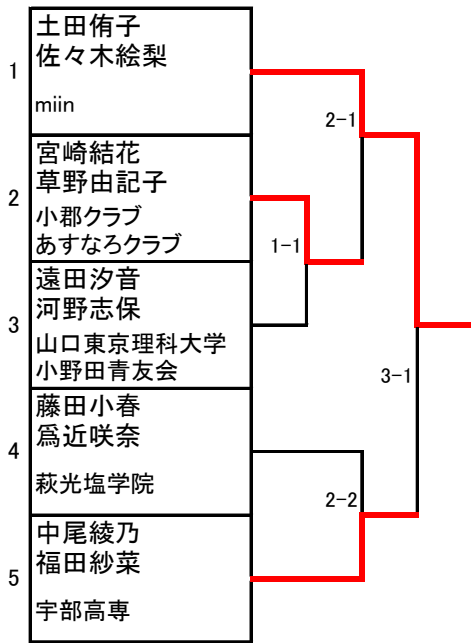 1
土田侑子
佐々木絵梨
miin
2
宮崎結花
草野由記子
小郡クラブ
あすなろクラブ
3
遠田汐音
河野志保
山口東京理科大学
小野田青友会
4
藤田小春
爲近咲奈
萩光塩学院
5
中尾綾乃
福田紗菜
宇部高専
2-1
1-1
3-1
2-2